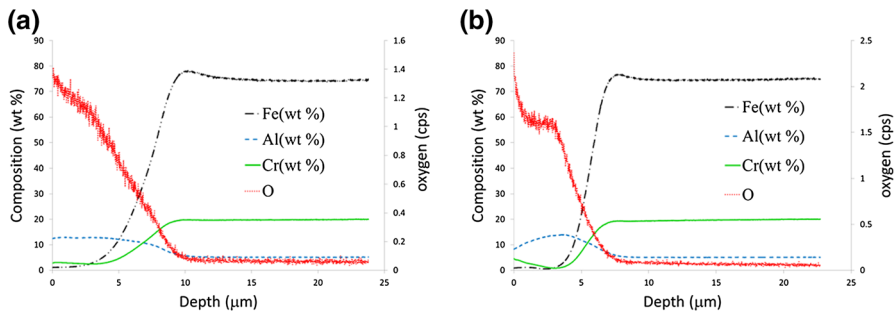 (a)
90
80
70
60
50
40
30
20
10
0
Composition (wt %)
0
5
10
15
20
25
Depth (μm)
1.6
1.4
1.2
1
0.8
0.6
0.4
0.2
0
oxygen (cps)
Fe(wt %)
Al(wt %)
Cr(wt %)
O
(b)
90
80
70
60
50
40
30
20
10
0
Composition (wt %)
0
5
10
15
20
25
Depth (μm)
2.5
2
1.5
1
0.5
0
oxygen (cps)
Fe(wt %)
Al(wt %)
Cr(wt %)
O